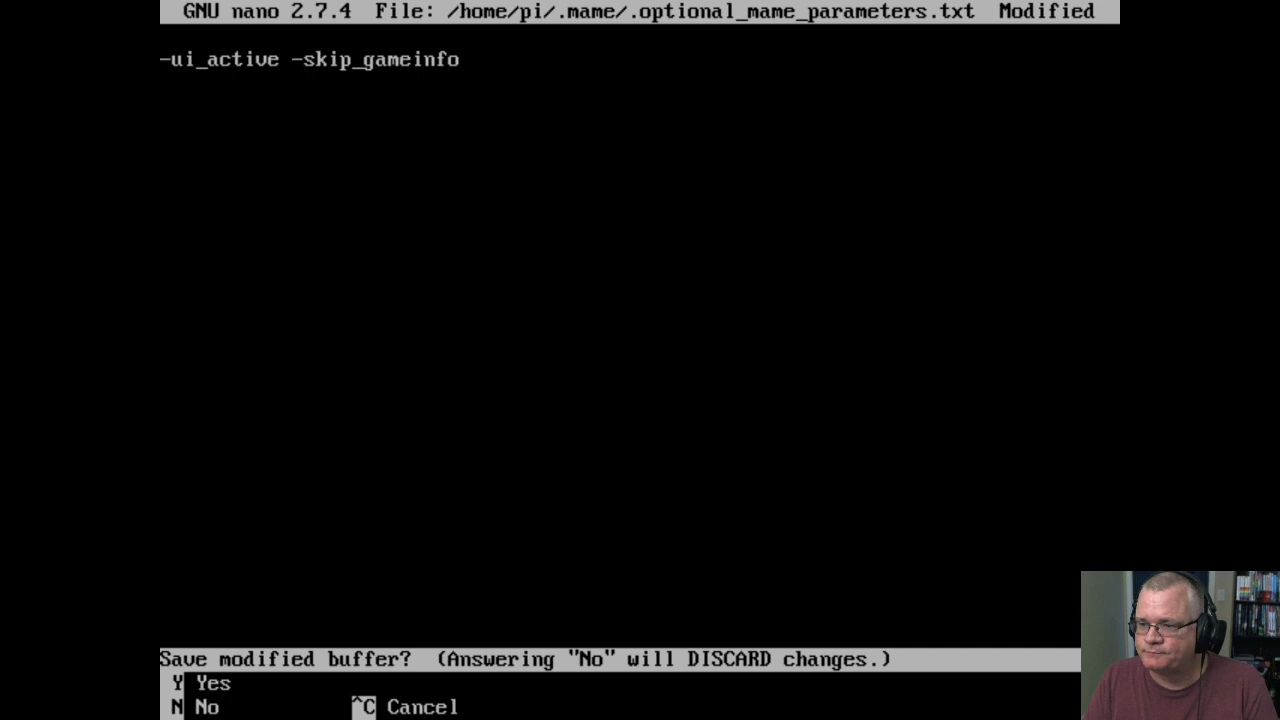 GNU nano 2.7.4 File: /home/pi/.mame/.optional_mame_parameters.txt Modified
-ui_active -skip_gameinfo
Save modified buffer? (Answering "No" will DISCARD changes.)
Y Yes
N No ^C Cancel